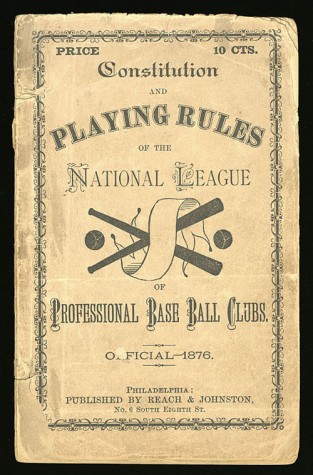 PRICE 10 CTS.
Constitution
AND
PLAYING RULES
OF THE
NATIONAL LEAGUE
OF
PROFESSIONAL BASE BALL CLUBS.
O. FICIAL—1876.
PHILADELPHIA:
PUBLISHED BY REACH & JOHNSTON,
No. 6 SOUTH EIGHTH ST.